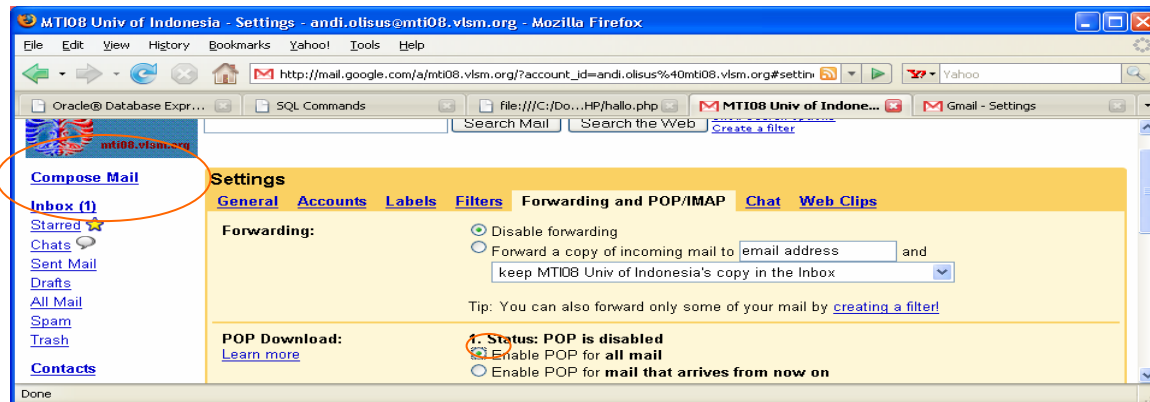 MTI08 Univ of Indonesia - Settings - andi.olisus@mti08.vlsm.org - Mozilla Firefox
File Edit View History Bookmarks Yahoo! Tools Help
http://mail.google.com/a/mti08.vlsm.org/?account_id=andi.olisus%40mti08.vlsm.org#settin Yahoo
Oracle® Database Expr... SQL Commands file:///C:/Do...HP/hallo.php MTI08 Univ of Indone... Gmail - Settings
Search Mail Search the Web
Create a filter
mti08.vlsm.org
Compose Mail
Settings
Inbox (1)
General Accounts Labels Filters Forwarding and POP/IMAP Chat Web Clips
Starred
Chats
Sent Mail
Drafts
All Mail
Spam
Trash
Contacts
Forwarding:
Disable forwarding
Forward a copy of incoming mail to email address and
keep MTI08 Univ of Indonesia's copy in the Inbox
Tip: You can also forward only some of your mail by creating a filter!
POP Download:
Learn more
1. Status: POP is disabled
Enable POP for all mail
Enable POP for mail that arrives from now on
Done